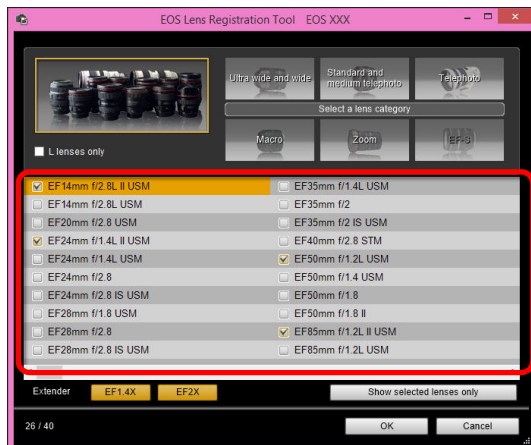 EOS Lens Registration Tool EOS XXX
Ultra wide and wide
Standard and
medium telephoto
Telephoto
Select a lens category
Macro
Zoom
EF-S
L lenses only
EF14mm f/2.8L II USM
EF14mm f/2.8L USM
EF20mm f/2.8 USM
EF24mm f/1.4L II USM
EF24mm f/1.4L USM
EF24mm f/2.8
EF24mm f/2.8 IS USM
EF28mm f/1.8 USM
EF28mm f/2.8
EF28mm f/2.8 IS USM
EF35mm f/1.4L USM
EF35mm f/2
EF35mm f/2 IS USM
EF40mm f/2.8 STM
EF50mm f/1.2L USM
EF50mm f/1.4 USM
EF50mm f/1.8
EF50mm f/1.8 II
EF85mm f/1.2L II USM
EF85mm f/1.2L USM
Extender
EF1.4X
EF2X
Show selected lenses only
26 / 40
OK
Cancel